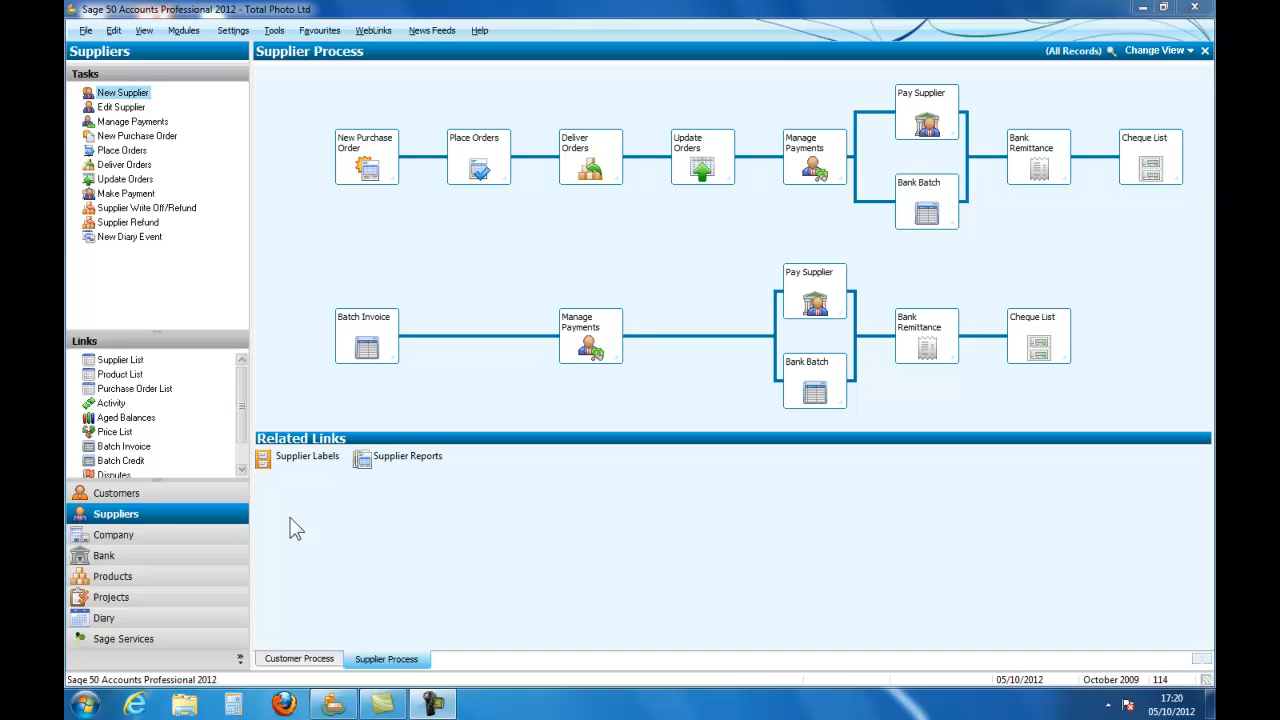 Sage 50 Accounts Professional 2012 - Total Photo Ltd
File Edit View Modules Settings Tools Favourites WebLinks News Feeds Help
Suppliers
Tasks
New Supplier
Edit Supplier
Manage Payments
New Purchase Order
Place Orders
Deliver Orders
Update Orders
Make Payment
Supplier Write Off/Refund
Supplier Refund
New Diary Event
Links
Supplier List
Product List
Purchase Order List
Activity
Aged Balances
Price List
Batch Invoice
Batch Credit
Disputes
Customers
Suppliers
Company
Bank
Products
Projects
Diary
Sage Services
Supplier Process
(All Records) Change View
New Purchase
Order
Place Orders
Deliver
Orders
Update
Orders
Manage
Payments
Pay Supplier
Bank Batch
Bank
Remittance
Cheque List
Batch Invoice
Manage
Payments
Pay Supplier
Bank Batch
Bank
Remittance
Cheque List
Related Links
Supplier Labels Supplier Reports
Customer Process Supplier Process
Sage 50 Accounts Professional 2012 05/10/2012 October 2009 114
17:20
05/10/2012